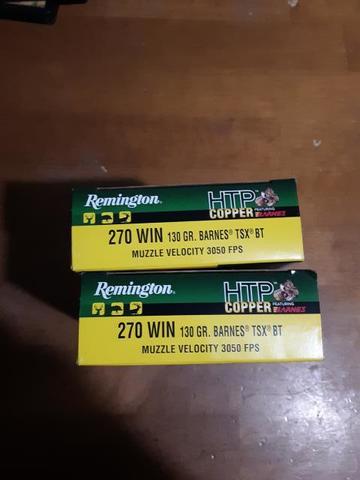 Remington. HTP
COPPER FEATURING BARNES
270 WIN 130 GR. BARNES® TSX® BT
MUZZLE VELOCITY 3050 FPS
Remington. HTP
COPPER FEATURING BARNES
270 WIN 130 GR. BARNES® TSX® BT
MUZZLE VELOCITY 3050 FPS